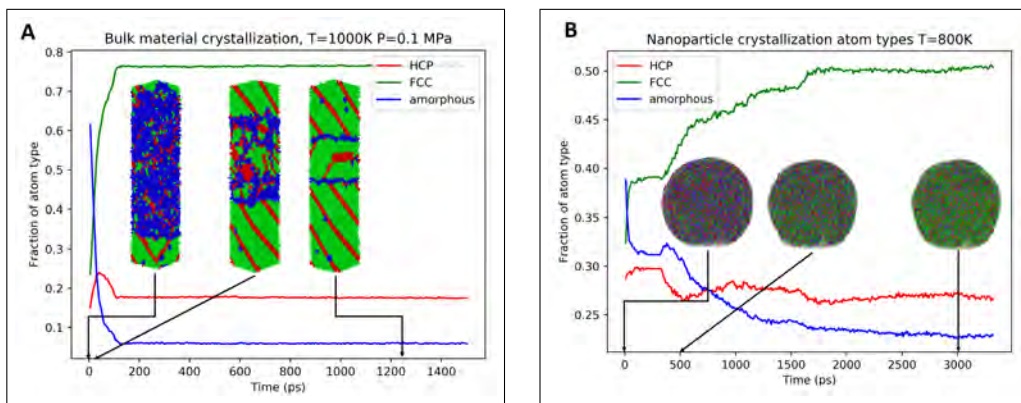 A
Bulk material crystallization, T=1000K P=0.1 MPa
0.8
0.7
0.6
0.5
0.4
0.3
0.2
0.1
Fraction of atom type
HCP
FCC
amorphous
0 200 400 600 800 1000 1200 1400
Time (ps)
B
Nanoparticle crystallization atom types T=800K
0.50
0.45
0.40
0.35
0.30
0.25
Fraction of atom type
HCP
FCC
amorphous
0 500 1000 1500 2000 2500 3000
Time (ps)